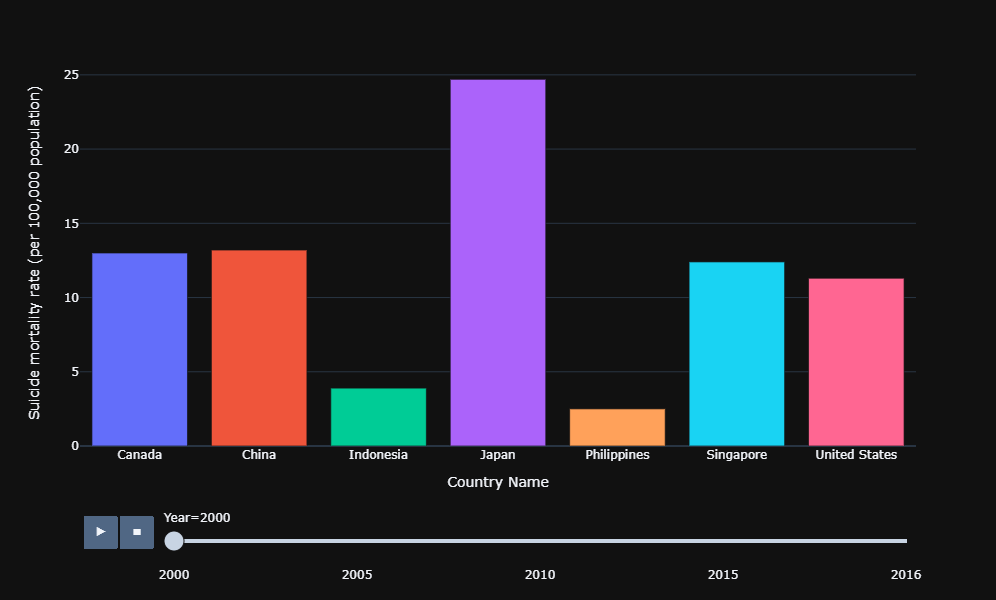 Suicide mortality rate (per 100,000 population)
25
20
15
10
5
0
Canada China Indonesia Japan Philippines Singapore United States
Country Name
Year=2000
2000 2005 2010 2015 2016